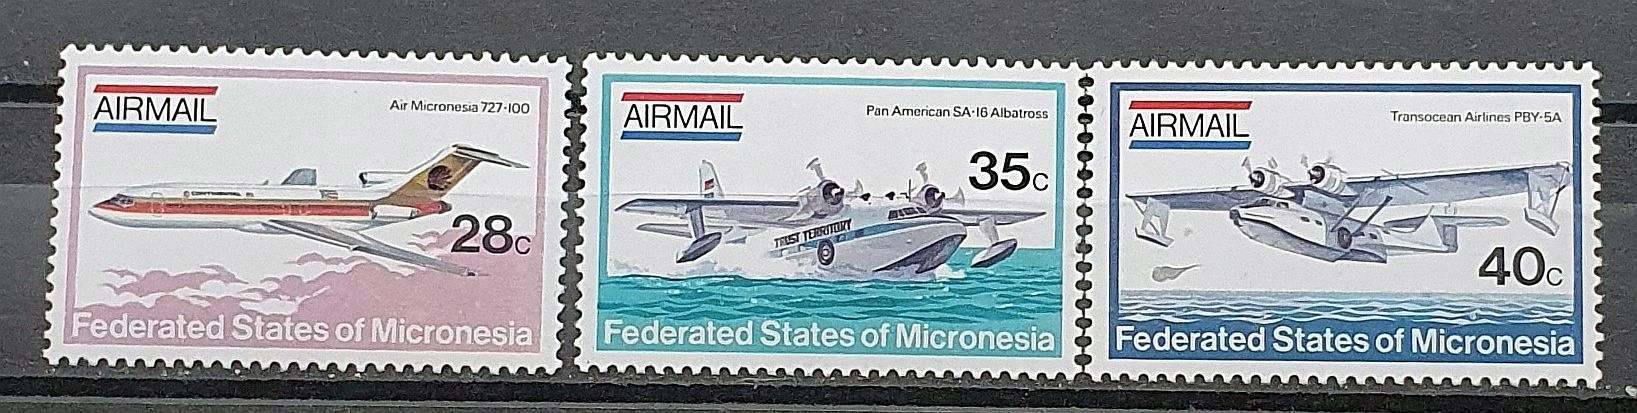 AIRMAIL
Air Micronesia 727-100
CONTINENTAL
28c
Federated States of Micronesia
AIRMAIL
Pan American SA-16 Albatross
35c
TRUST TERRITORY
Federated States of Micronesia
AIRMAIL
Transocean Airlines PBY-5A
40c
Federated States of Micronesia